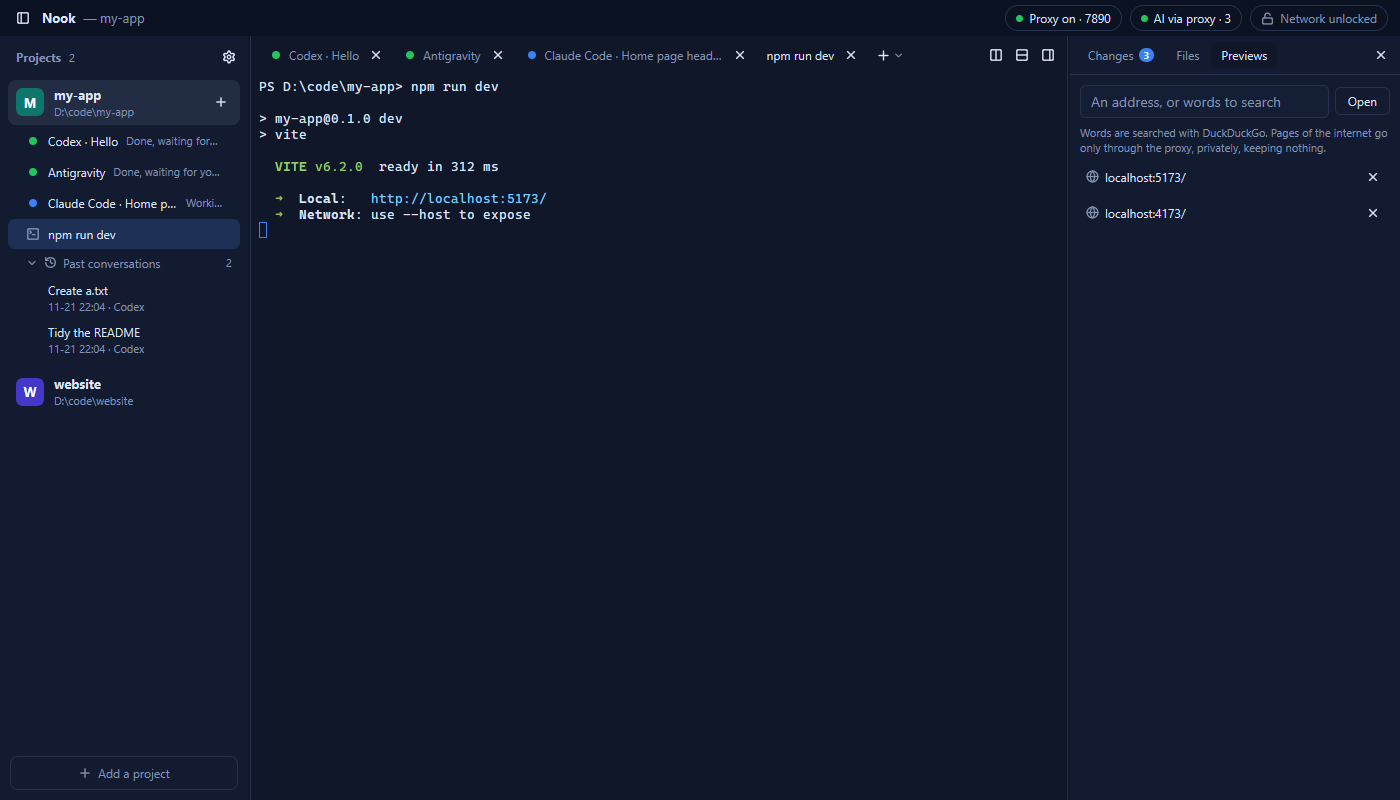 Nook — my-app
Proxy on · 7890
AI via proxy · 3
Network unlocked
Projects 2
M my-app
D:\code\my-app
Codex · Hello Done, waiting for...
Antigravity Done, waiting for yo...
Claude Code · Home p... Worki...
npm run dev
Past conversations 2
Create a.txt
11-21 22:04 · Codex
Tidy the README
11-21 22:04 · Codex
W website
D:\code\website
Add a project
Codex · Hello
Antigravity
Claude Code · Home page head...
npm run dev
PS D:\code\my-app> npm run dev
> my-app@0.1.0 dev
> vite
VITE v6.2.0 ready in 312 ms
➜ Local: http://localhost:5173/
➜ Network: use --host to expose
Changes 3
Files
Previews
An address, or words to search
Open
Words are searched with DuckDuckGo. Pages of the internet go
only through the proxy, privately, keeping nothing.
localhost:5173/
localhost:4173/